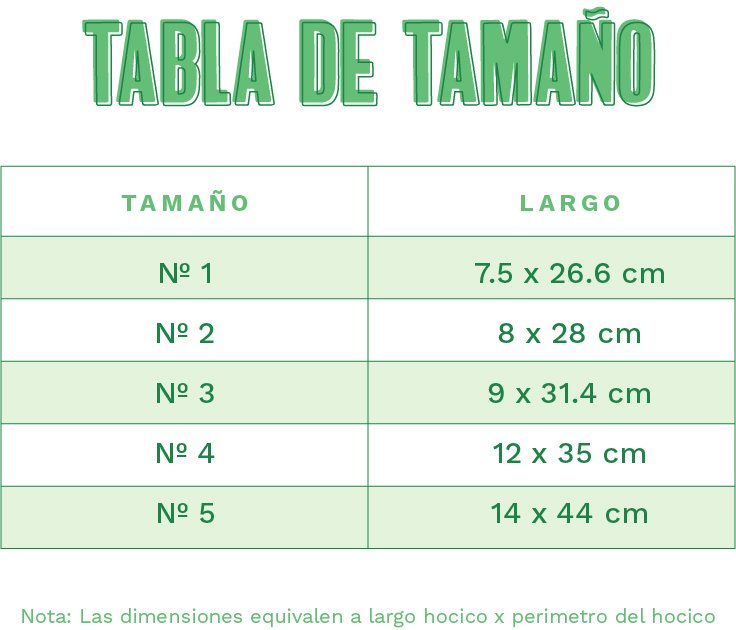 TABLA DE TAMAÑO
TAMAÑO LARGO
Nº 1 7.5 x 26.6 cm
Nº 2 8 x 28 cm
Nº 3 9 x 31.4 cm
Nº 4 12 x 35 cm
Nº 5 14 x 44 cm
Nota: Las dimensiones equivalen a largo hocico x perimetro del hocico